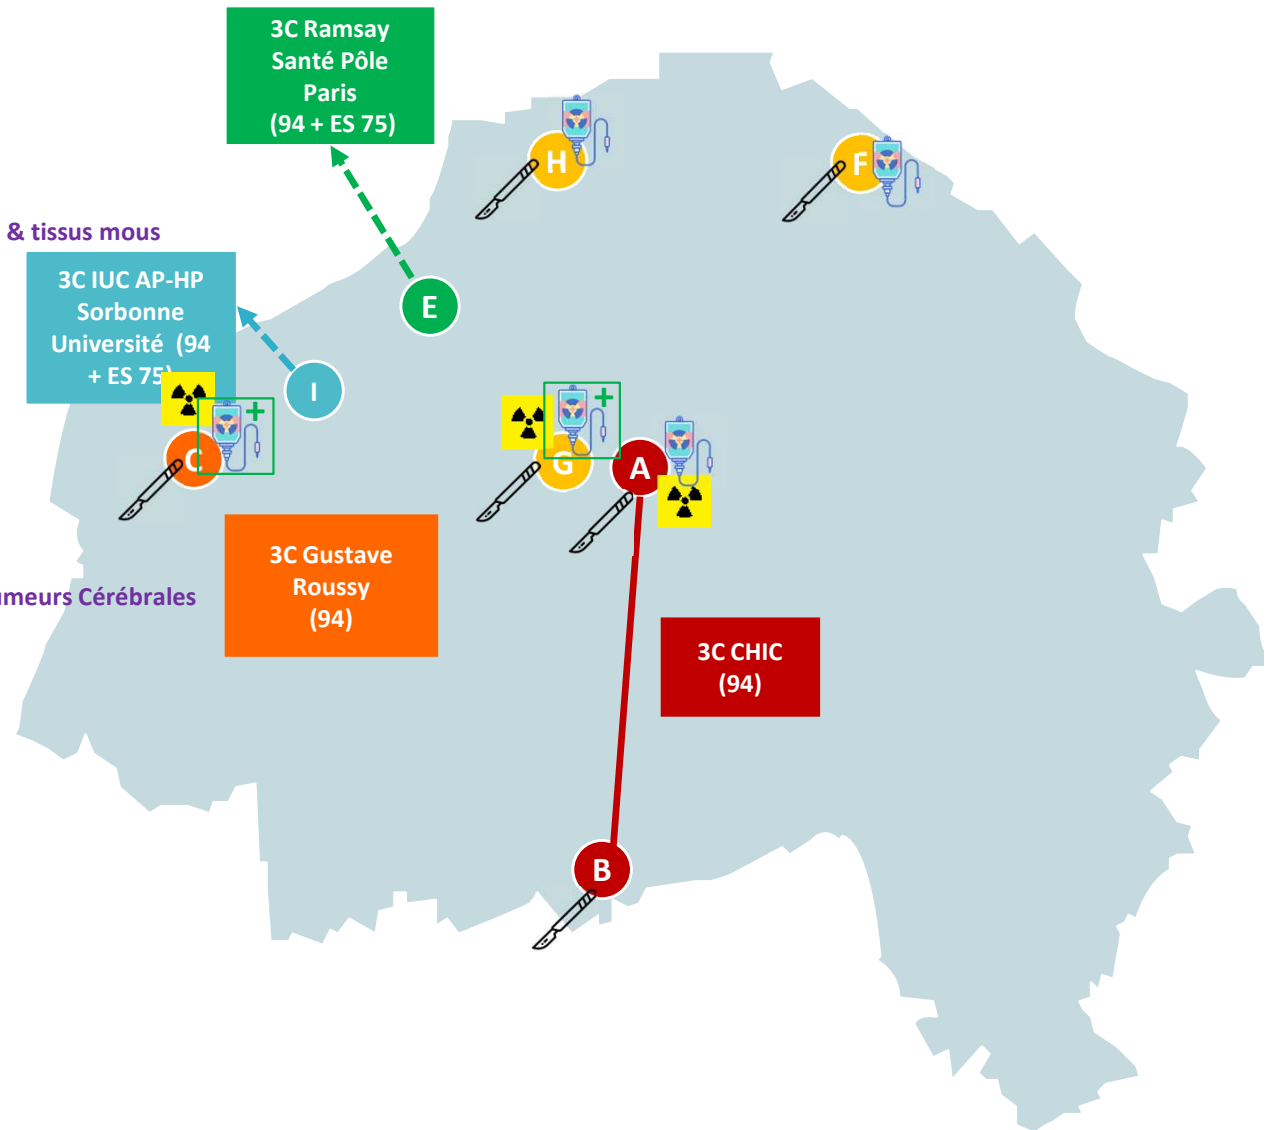 3C Ramsay
Santé Pôle
Paris
(94 + ES 75)
H
F
& tissus mous
3C IUC AP-HP
Sorbonne
Université (94
+ ES 75)
E
I
+
+
C
G
A
3C Gustave
Roussy
(94)
umeurs Cérébrales
3C CHIC
(94)
B